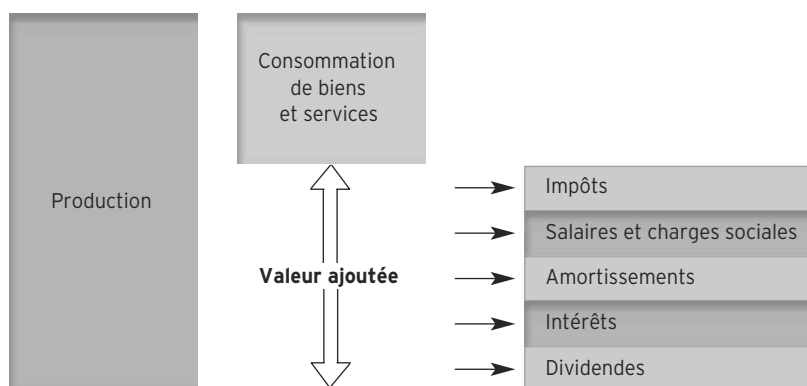 Production
Consommation
de biens
et services
Valeur ajoutée
Impôts
Salaires et charges sociales
Amortissements
Intérêts
Dividendes